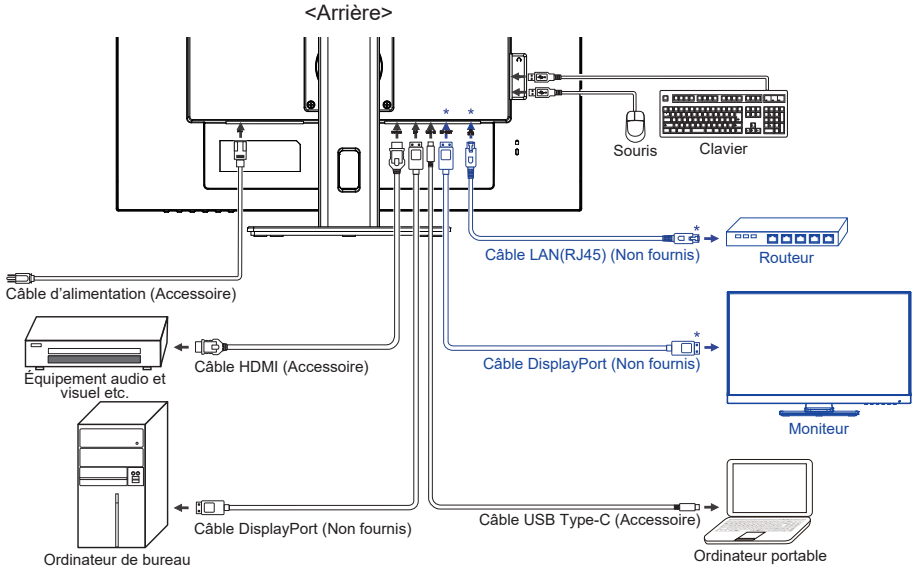 <Arrière>
*
*
Souris
Clavier
*
Câble LAN(RJ45) (Non fournis)
Routeur
Câble d'alimentation (Accessoire)
Câble HDMI (Accessoire)
Équipement audio et
visuel etc.
*
Câble DisplayPort (Non fournis)
Moniteur
Câble DisplayPort (Non fournis)
Câble USB Type-C (Accessoire)
Ordinateur de bureau
Ordinateur portable